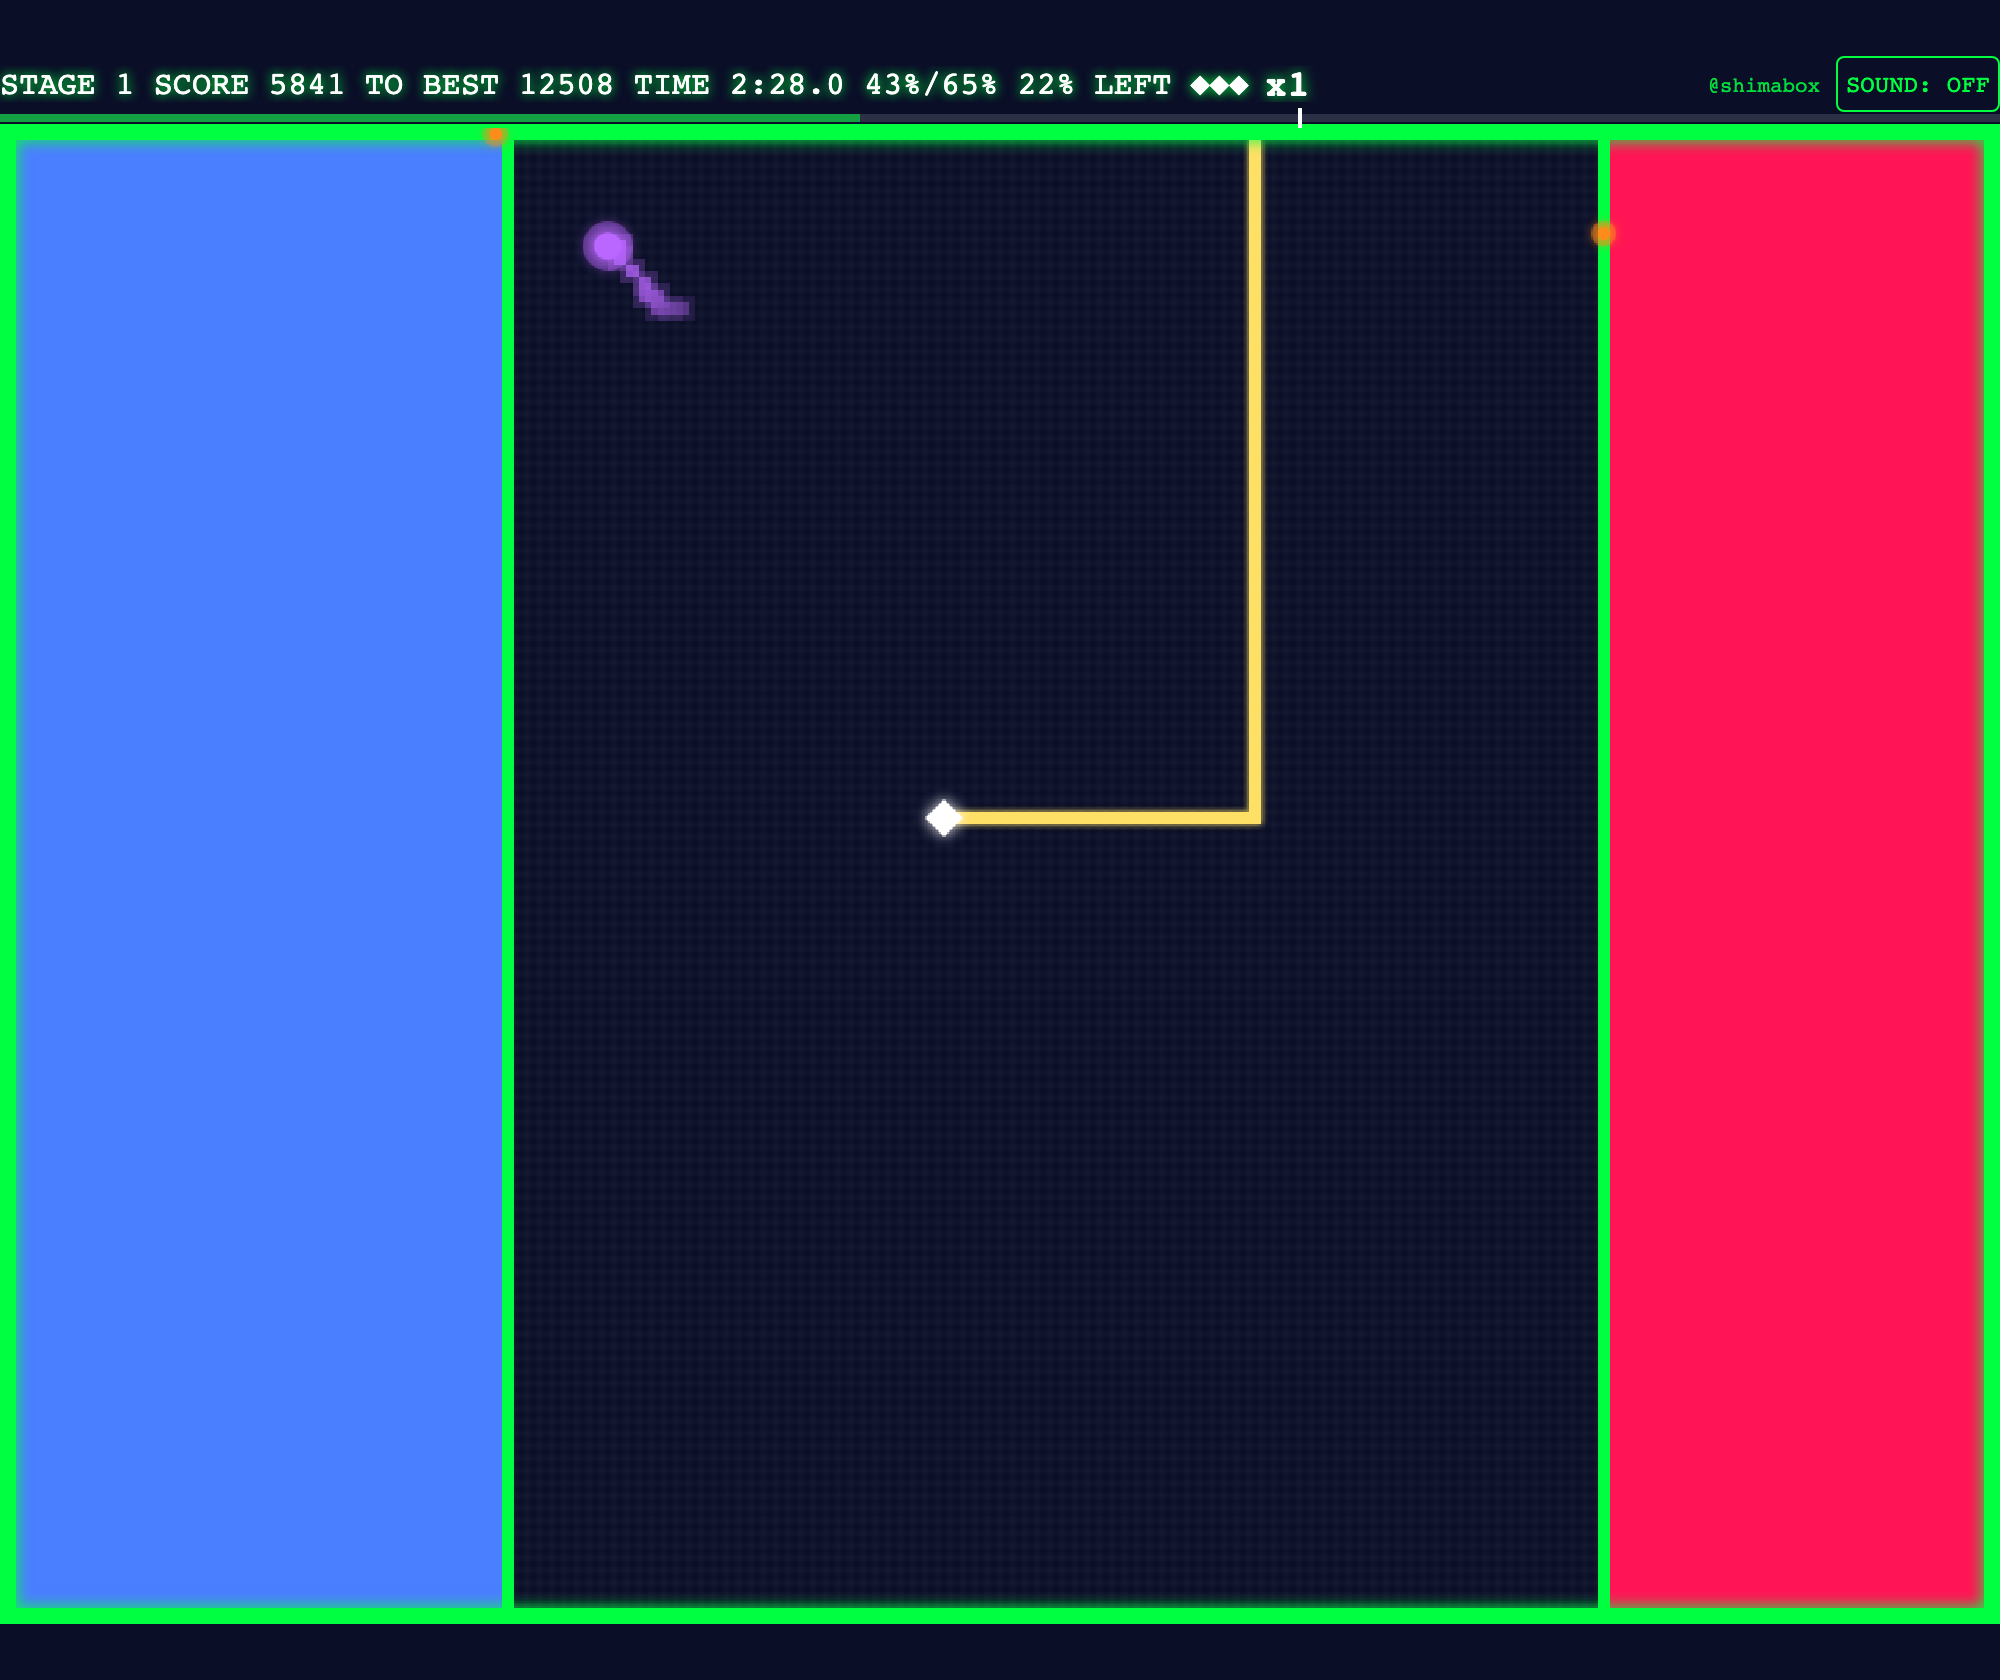 STAGE 1 SCORE 5841 TO BEST 12508 TIME 2:28.0 43%/65% 22% LEFT ◆◆◆ x1 @shimabox SOUND: OFF